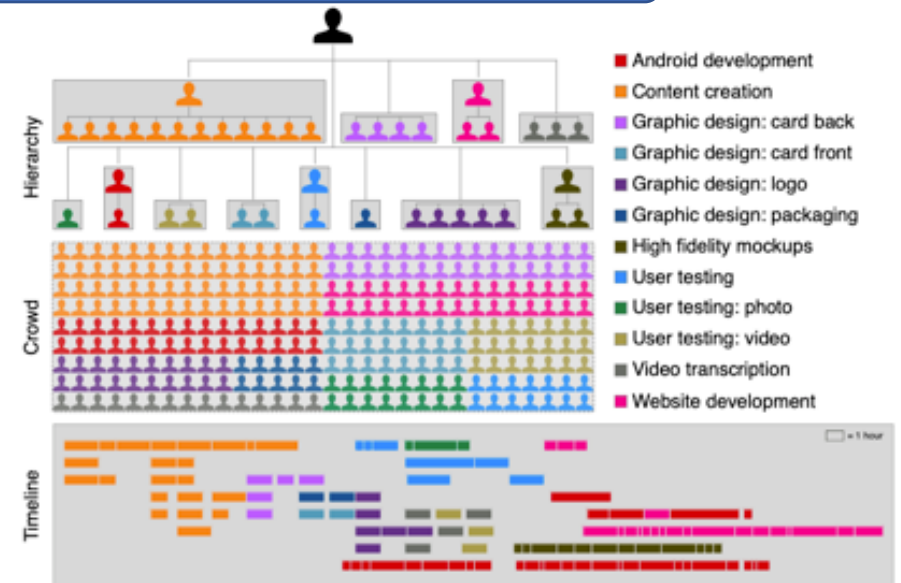 Hierarchy
Android development
Content creation
Graphic design: card back
Graphic design: card front
Graphic design: logo
Graphic design: packaging
High fidelity mockups
User testing
User testing: photo
User testing: video
Video transcription
Website development
Crowd
Timeline
= 1 hour